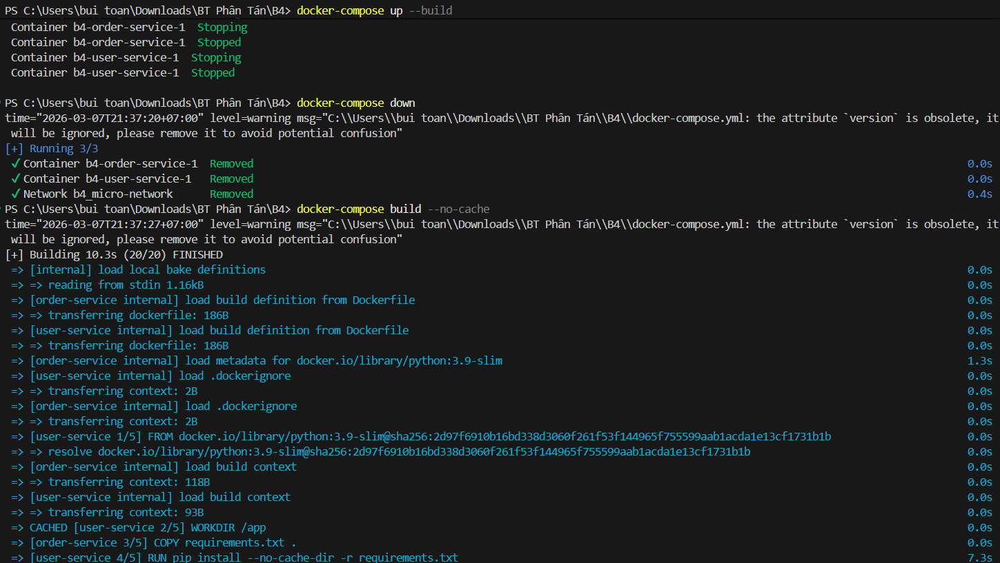 PS C:\Users\bui toan\Downloads\BT Phân Tán\B4> docker-compose up --build
Container b4-order-service-1  Stopping
Container b4-order-service-1  Stopped
Container b4-user-service-1  Stopping
Container b4-user-service-1  Stopped
PS C:\Users\bui toan\Downloads\BT Phân Tán\B4> docker-compose down
time="2026-03-07T21:37:20+07:00" level=warning msg="C:\\Users\\bui toan\\Downloads\\BT Phân Tán\\B4\\docker-compose.yml: the attribute `version` is obsolete, it
will be ignored, please remove it to avoid potential confusion"
[+] Running 3/3
✔ Container b4-order-service-1  Removed 0.0s
✔ Container b4-user-service-1   Removed 0.0s
✔ Network b4_micro-network      Removed 0.4s
PS C:\Users\bui toan\Downloads\BT Phân Tán\B4> docker-compose build --no-cache
time="2026-03-07T21:37:27+07:00" level=warning msg="C:\\Users\\bui toan\\Downloads\\BT Phân Tán\\B4\\docker-compose.yml: the attribute `version` is obsolete, it
will be ignored, please remove it to avoid potential confusion"
[+] Building 10.3s (20/20) FINISHED
=> [internal] load local bake definitions 0.0s
=> => reading from stdin 1.16kB 0.0s
=> [order-service internal] load build definition from Dockerfile 0.0s
=> => transferring dockerfile: 186B 0.0s
=> [user-service internal] load build definition from Dockerfile 0.0s
=> => transferring dockerfile: 186B 0.0s
=> [order-service internal] load metadata for docker.io/library/python:3.9-slim 1.3s
=> [user-service internal] load .dockerignore 0.0s
=> => transferring context: 2B 0.0s
=> [order-service internal] load .dockerignore 0.0s
=> => transferring context: 2B 0.0s
=> [user-service 1/5] FROM docker.io/library/python:3.9-slim@sha256:2d97f6910b16bd338d3060f261f53f144965f755599aab1acda1e13cf1731b1b 0.0s
=> => resolve docker.io/library/python:3.9-slim@sha256:2d97f6910b16bd338d3060f261f53f144965f755599aab1acda1e13cf1731b1b 0.0s
=> [order-service internal] load build context 0.0s
=> => transferring context: 118B 0.0s
=> [user-service internal] load build context 0.0s
=> => transferring context: 93B 0.0s
=> CACHED [user-service 2/5] WORKDIR /app 0.0s
=> [order-service 3/5] COPY requirements.txt . 0.0s
=> [user-service 4/5] RUN pip install --no-cache-dir -r requirements.txt 7.3s